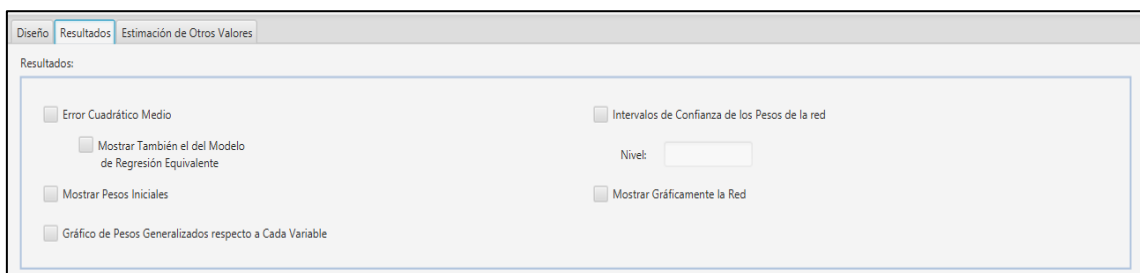 Diseño Resultados Estimación de Otros Valores
Resultados:
Error Cuadrático Medio
Mostrar También el del Modelo
de Regresión Equivalente
Mostrar Pesos Iniciales
Gráfico de Pesos Generalizados respecto a Cada Variable
Intervalos de Confianza de los Pesos de la red
Nivel:
Mostrar Gráficamente la Red